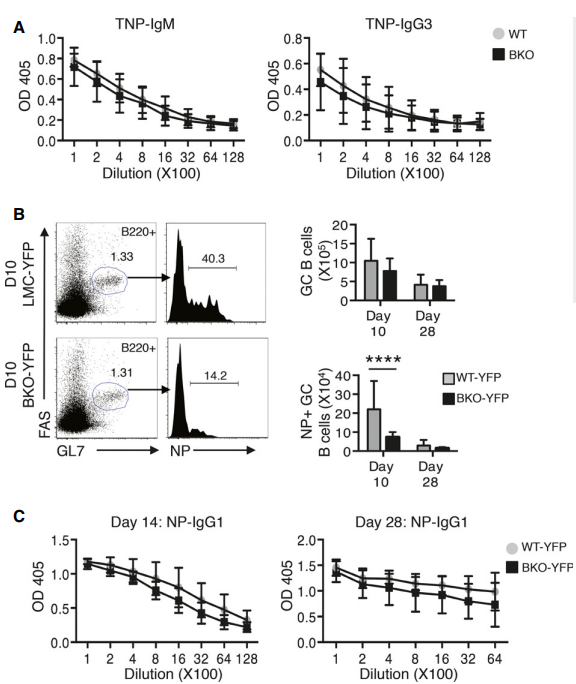 A
TNP-IgM
TNP-IgG3
WT
BKO
OD 405
1.0
0.8
0.6
0.4
0.2
0.0
1 2 4 8 16 32 64 128
Dilution (X100)
OD 405
0.8
0.6
0.4
0.2
0.0
1 2 4 8 16 32 64 128
Dilution (X100)
B
D10
LMC-YFP
B220+
1.33
40.3
D10
BKO-YFP
B220+
1.31
14.2
FAS
GL7
NP
GC B cells
(X10⁵)
20
15
10
5
0
Day
10
Day
28
****
NP+ GC
B cells (X10⁴)
40
30
20
10
0
Day
10
Day
28
WT-YFP
BKO-YFP
C
Day 14: NP-IgG1
Day 28: NP-IgG1
WT-YFP
BKO-YFP
OD 405
1.5
1.0
0.5
0.0
1 2 4 8 16 32 64 128
Dilution (X100)
OD 405
2.0
1.5
1.0
0.5
0.0
1 2 4 8 16 32 64
Dilution (X100)